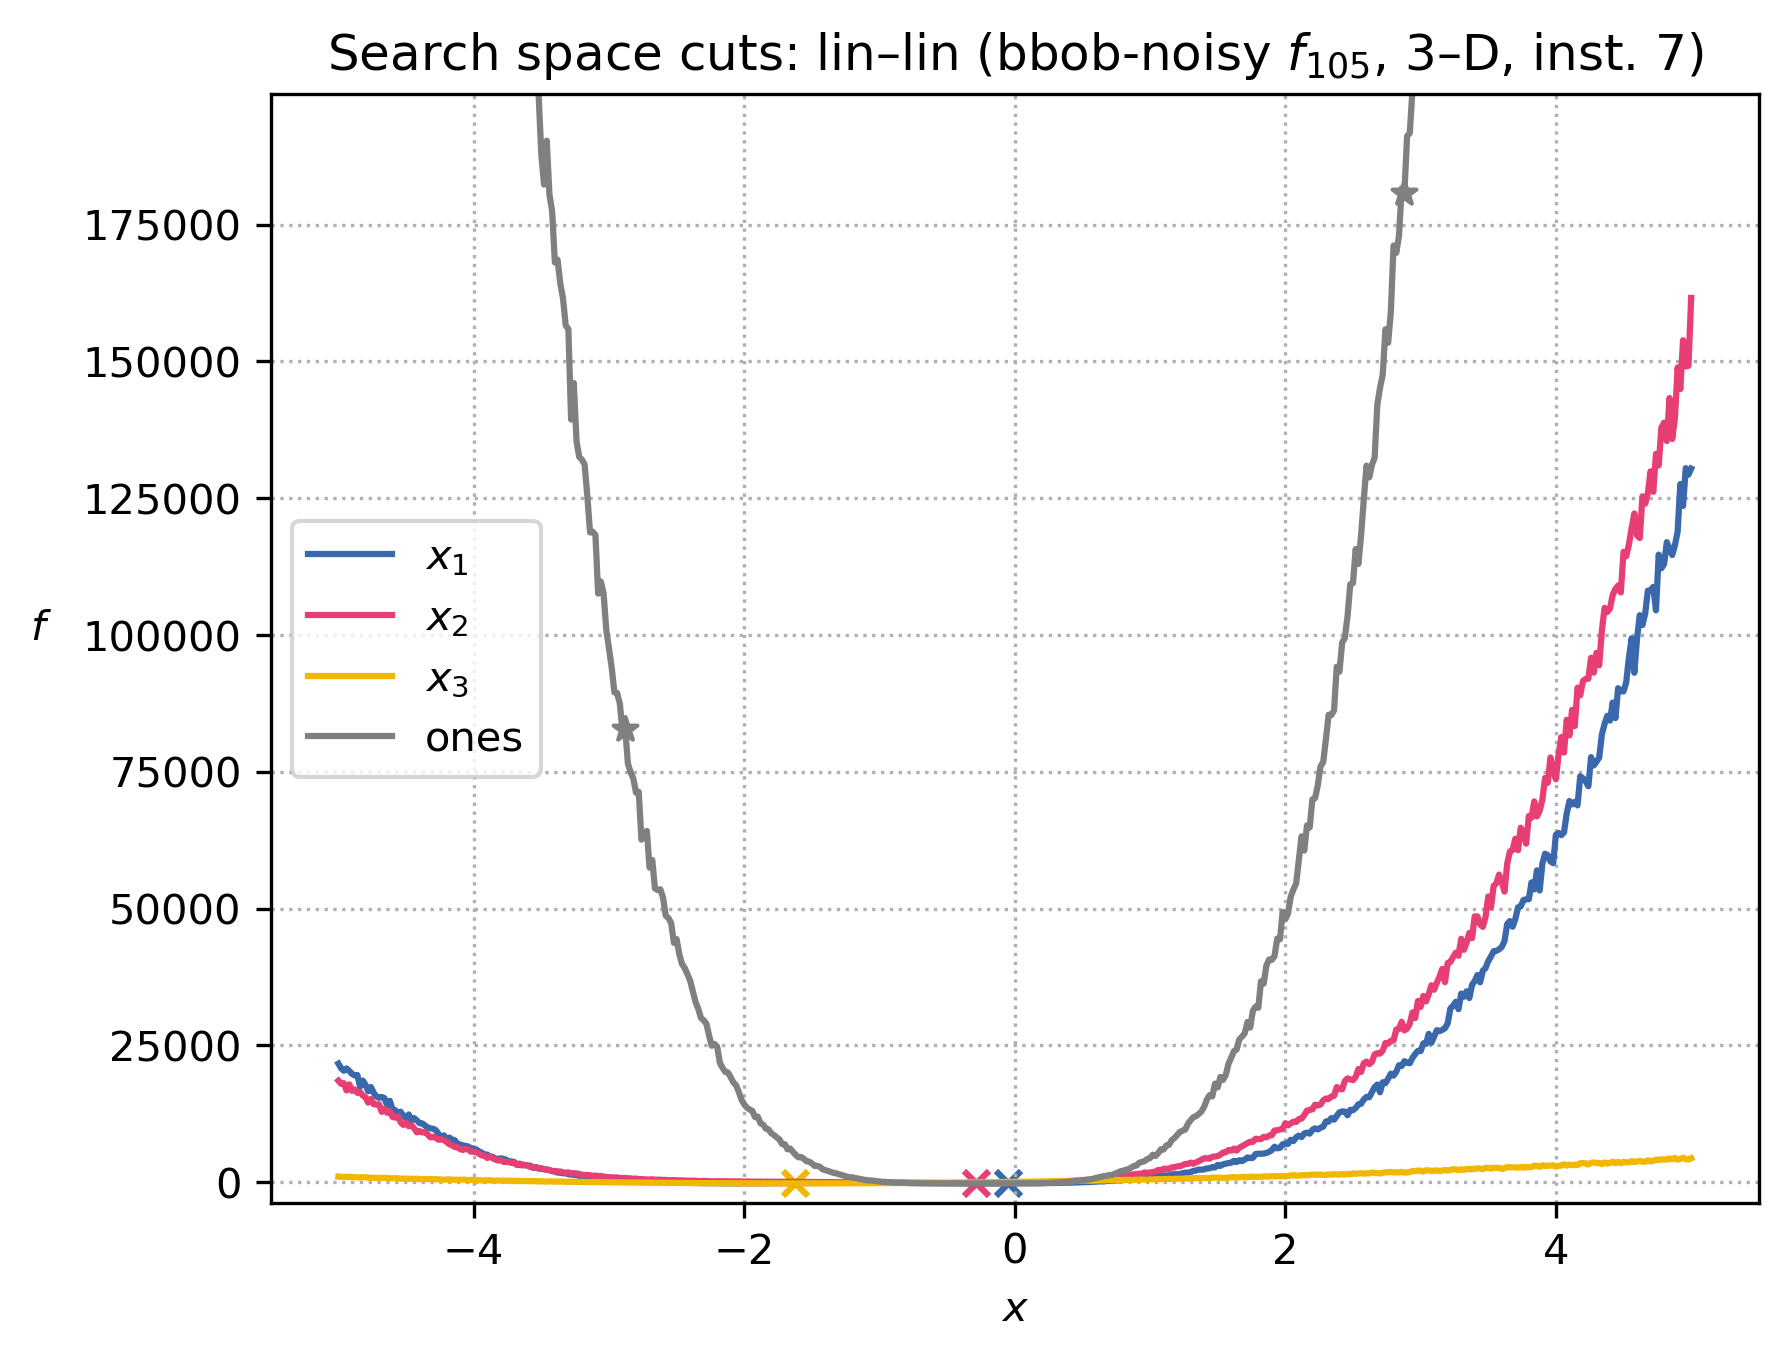 Search space cuts: lin–lin (bbob-noisy f₁₀₅, 3–D, inst. 7)
175000
150000
125000
100000
75000
50000
25000
0
f
x₁
x₂
x₃
ones
−4 −2 0 2 4
x